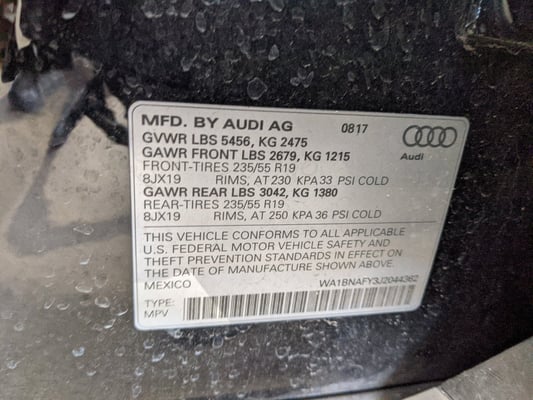 MFD. BY AUDI AG 0817
GVWR LBS 5456, KG 2475
GAWR FRONT LBS 2679, KG 1215
FRONT-TIRES 235/55 R19
8JX19 RIMS, AT 230 KPA 33 PSI COLD
GAWR REAR LBS 3042, KG 1380
REAR-TIRES 235/55 R19
8JX19 RIMS, AT 250 KPA 36 PSI COLD
Audi
THIS VEHICLE CONFORMS TO ALL APPLICABLE
U.S. FEDERAL MOTOR VEHICLE SAFETY AND
THEFT PREVENTION STANDARDS
IN EFFECT ON
THE DATE OF MANUFACTURE SHOWN ABOVE.
MEXICO
WA1BNAFY3J2044362
TYPE:
MPV